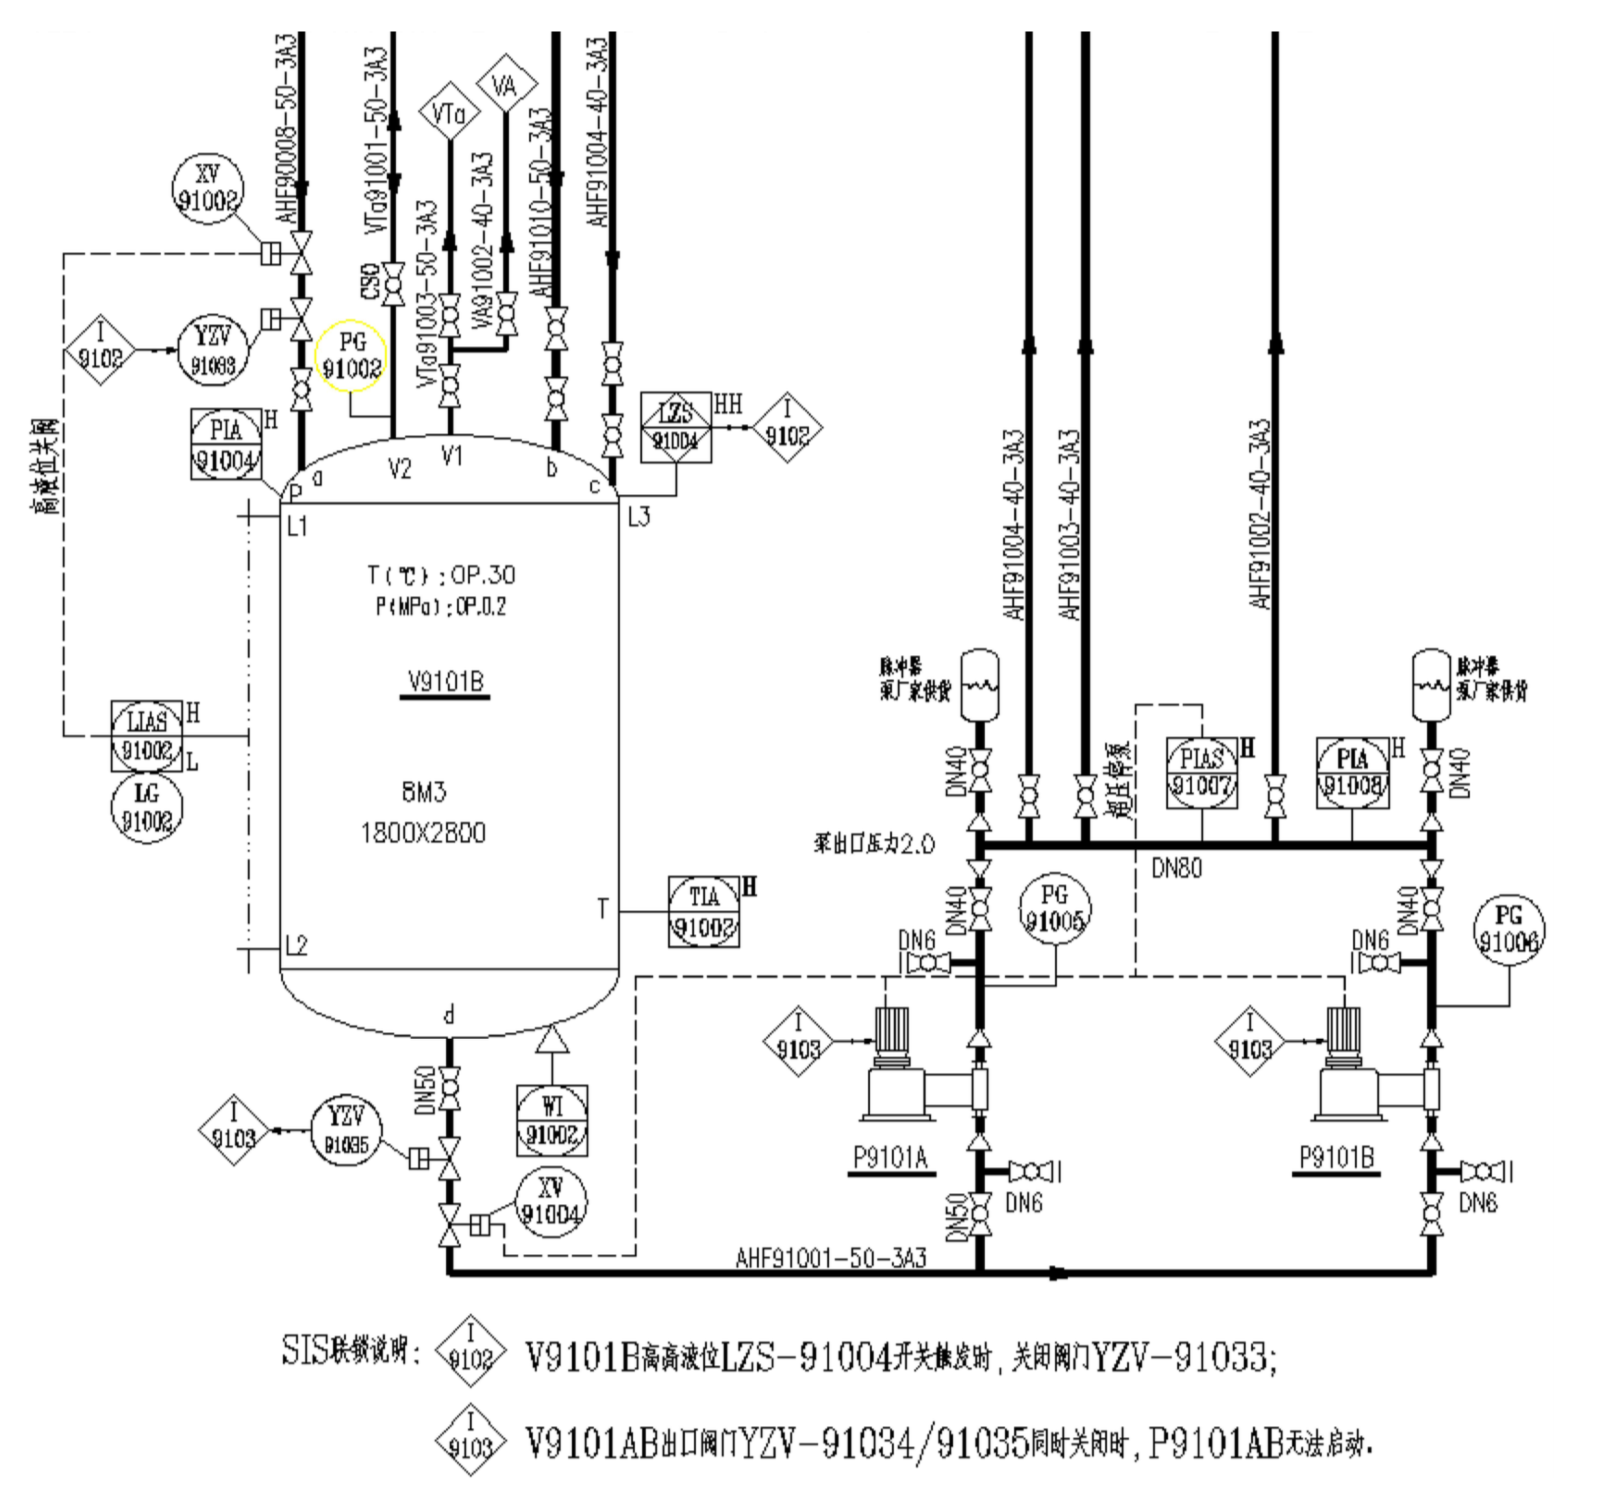 AHF90008-50-3A3
VTa91001-50-3A3
VTa
VA
VTa91003-50-3A3
VA91002-40-3A3
AHF91010-50-3A3
AHF91004-40-3A3
XV
91002
CSO
I
9102
YZV
91033
PG
91002
PIA
91004
H
LZS
91004
HH
I
9102
高液位关阀
P
a
V2
V1
b
c
L1
L3
T(℃):OP.30
P(MPa):OP.0.2
V9101B
8M3
1800X2800
LIAS
91002
H
L
LG
91002
T
TIA
91002
H
L2
d
DN50
WI
91002
I
9103
YZV
91035
XV
91004
AHF91001-50-3A3
AHF91004-40-3A3
AHF91003-40-3A3
AHF91002-40-3A3
脉冲器
泵厂家供货
脉冲器
泵厂家供货
DN40
超压停泵
PIAS
91007
H
PIA
91008
H
DN40
泵出口压力2.0
DN80
DN40
PG
91005
DN40
PG
91006
DN6
DN6
I
9103
I
9103
P9101A
P9101B
DN50
DN6
DN6
SIS联锁说明:
I
9102
V9101B高高液位LZS-91004开关触发时,关闭阀门YZV-91033;
I
9103
V9101AB出口阀门YZV-91034/91035同时关闭时,P9101AB无法启动.